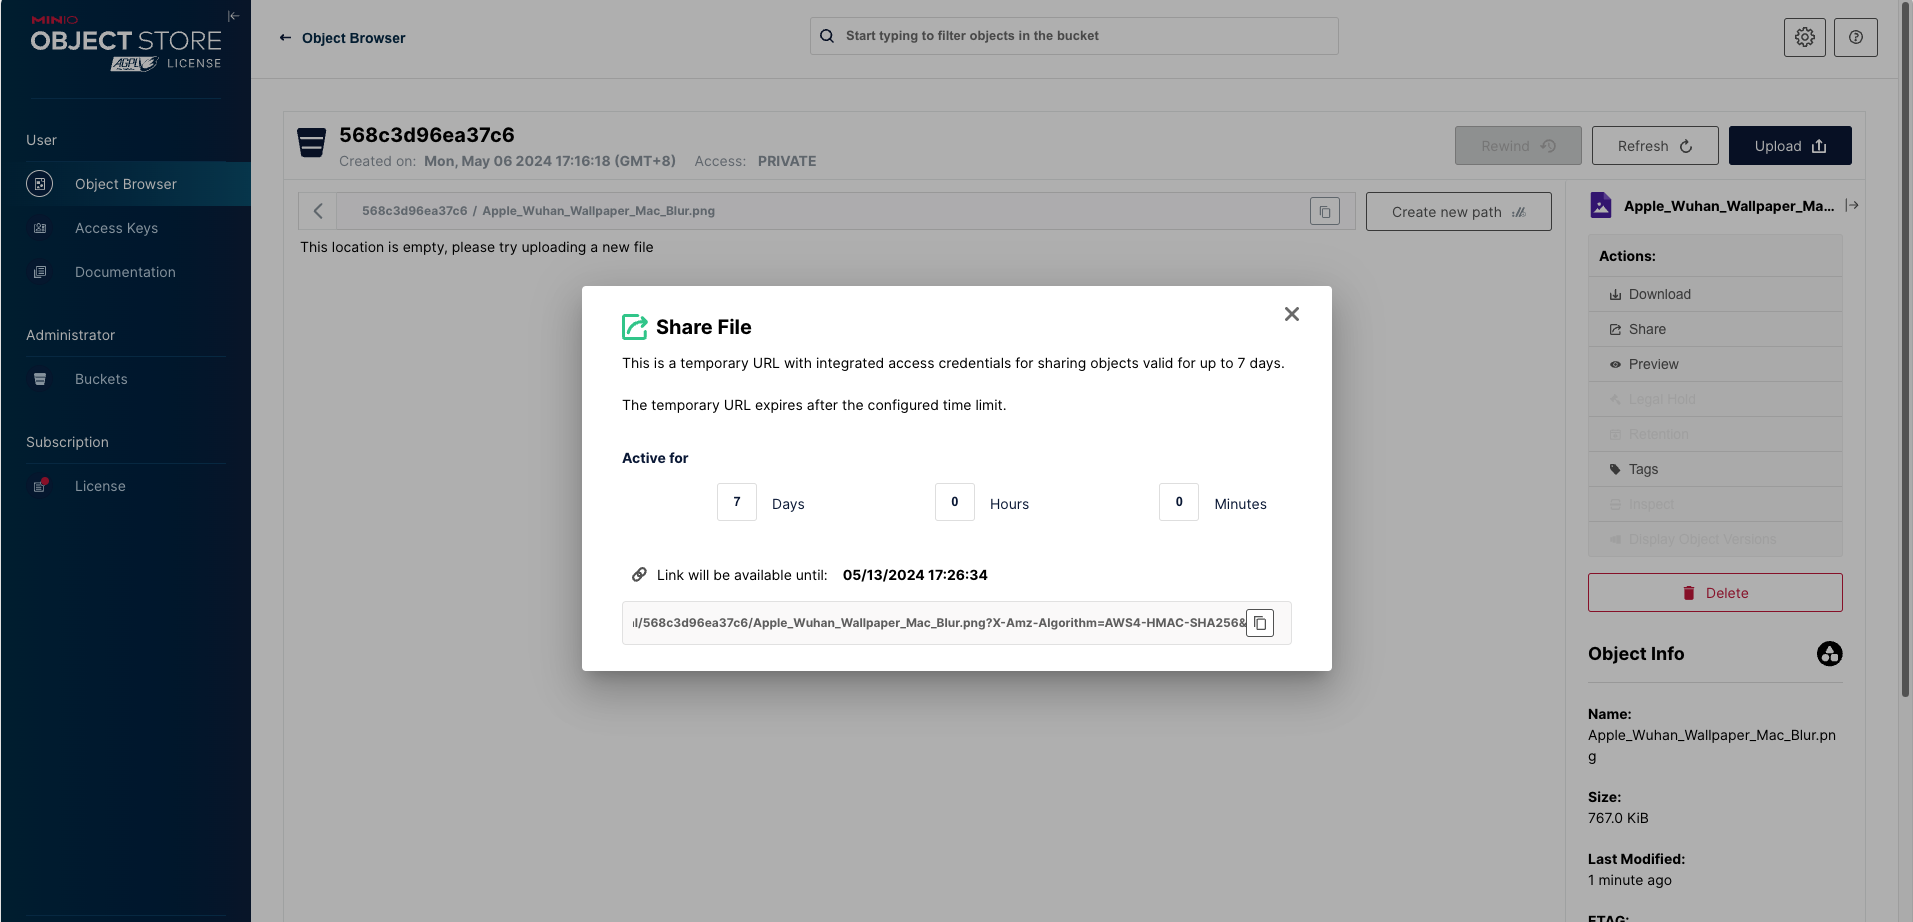 MINIO
OBJECT STORE
AGPLv3 LICENSE
User
Object Browser
Access Keys
Documentation
Administrator
Buckets
Subscription
License
Object Browser
Start typing to filter objects in the bucket
568c3d96ea37c6
Created on: Mon, May 06 2024 17:16:18 (GMT+8) Access: PRIVATE
Rewind
Refresh
Upload
568c3d96ea37c6 / Apple_Wuhan_Wallpaper_Mac_Blur.png
Create new path
This location is empty, please try uploading a new file
Share File
This is a temporary URL with integrated access credentials for sharing objects valid for up to 7 days.
The temporary URL expires after the configured time limit.
Active for
7 Days 0 Hours 0 Minutes
Link will be available until: 05/13/2024 17:26:34
l/568c3d96ea37c6/Apple_Wuhan_Wallpaper_Mac_Blur.png?X-Amz-Algorithm=AWS4-HMAC-SHA256&
Apple_Wuhan_Wallpaper_Ma...
Actions:
Download
Share
Preview
Legal Hold
Retention
Tags
Inspect
Display Object Versions
Delete
Object Info
Name:
Apple_Wuhan_Wallpaper_Mac_Blur.pn
g
Size:
767.0 KiB
Last Modified:
1 minute ago
ETAG: